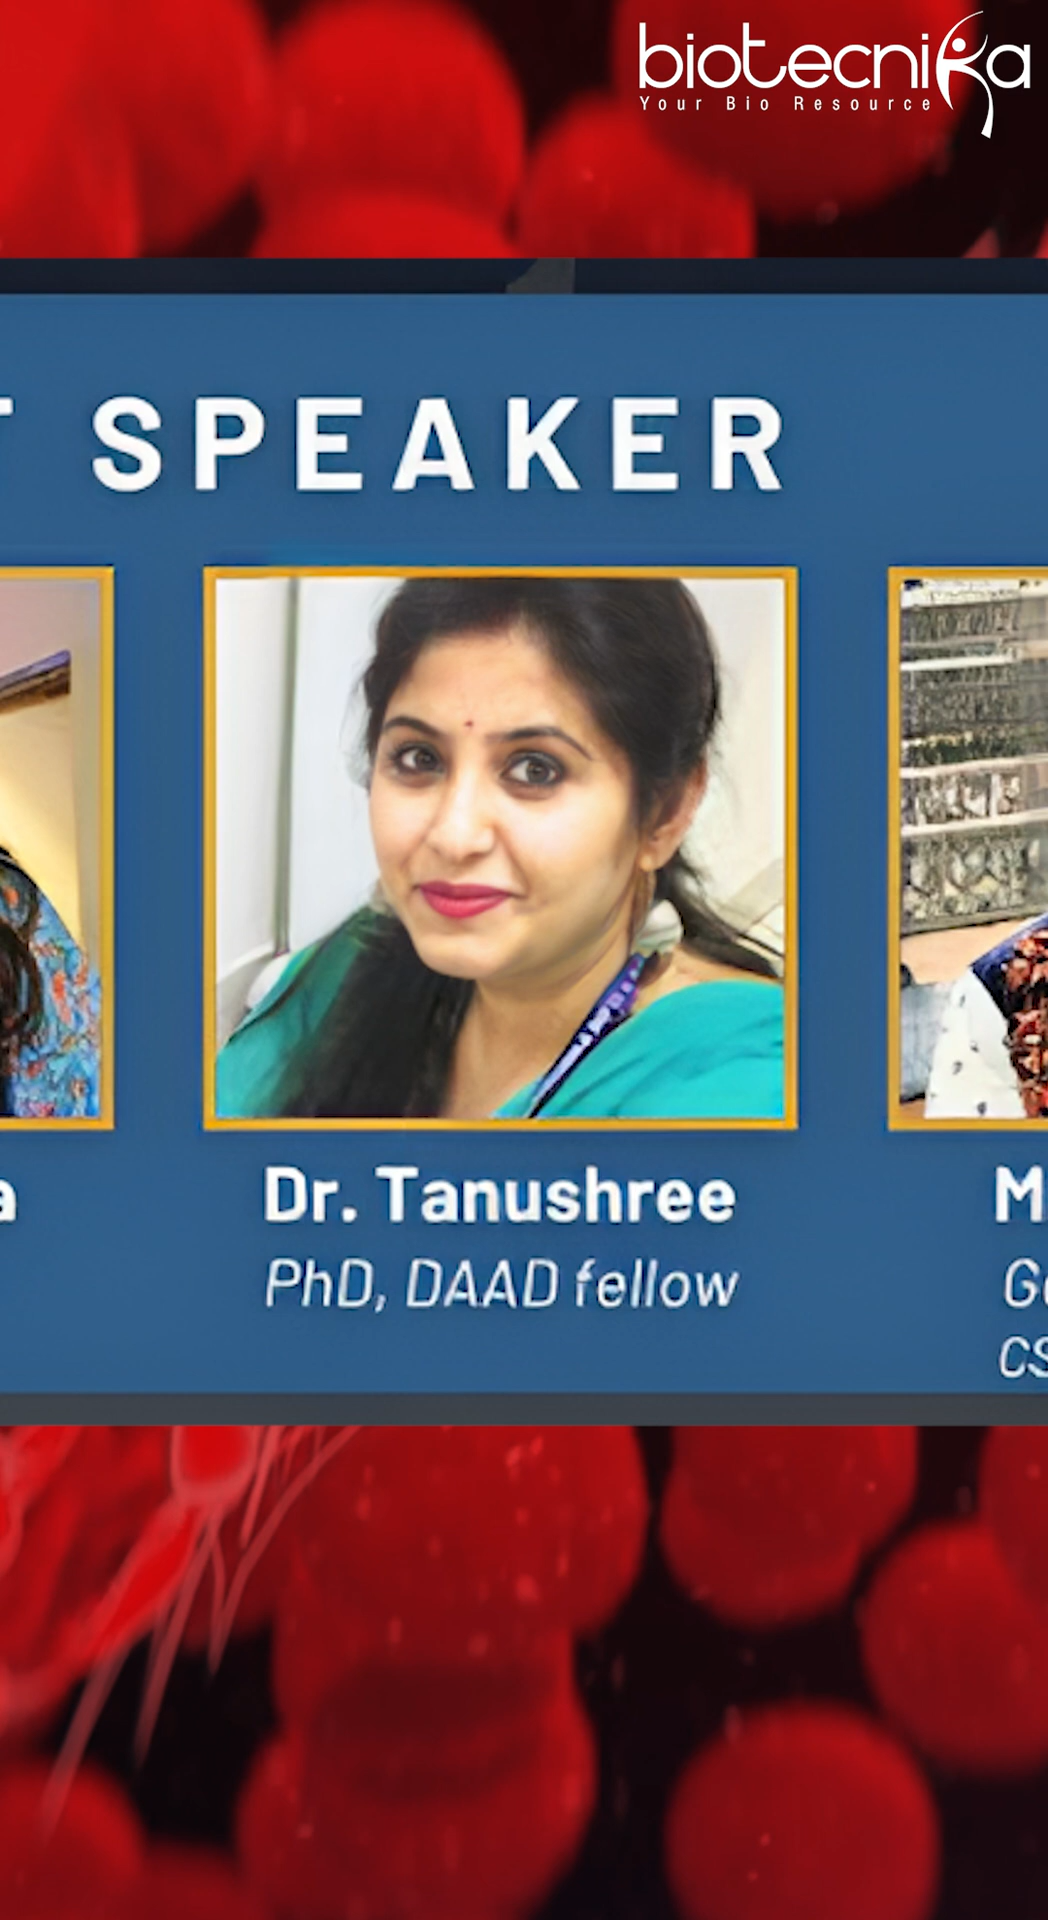 biotecnika
Your Bio Resource
SPEAKER
Dr. Tanushree
PhD, DAAD fellow